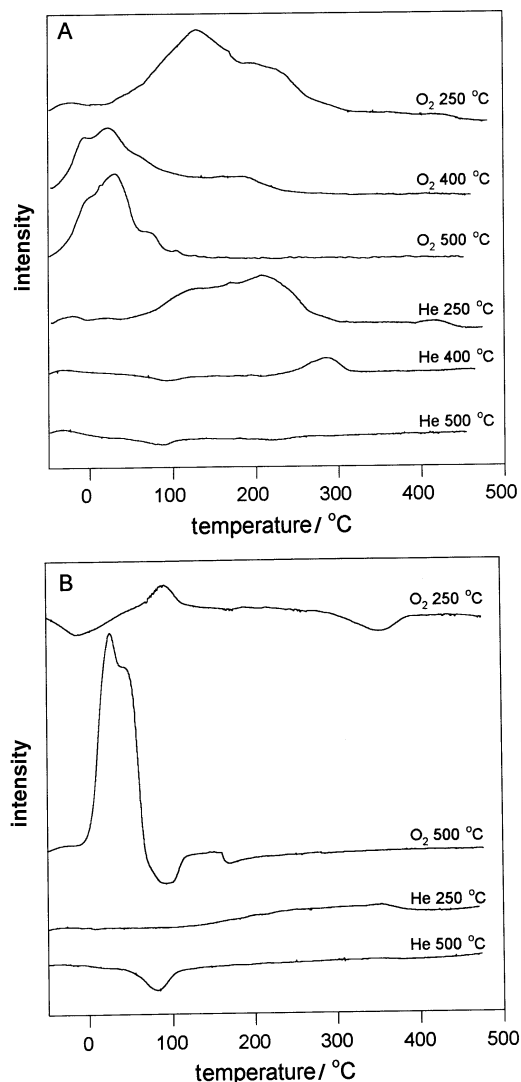 A
O₂ 250 °C
O₂ 400 °C
O₂ 500 °C
He 250 °C
He 400 °C
He 500 °C
intensity
0 100 200 300 400 500
temperature/ °C
B
O₂ 250 °C
O₂ 500 °C
He 250 °C
He 500 °C
intensity
0 100 200 300 400 500
temperature/ °C